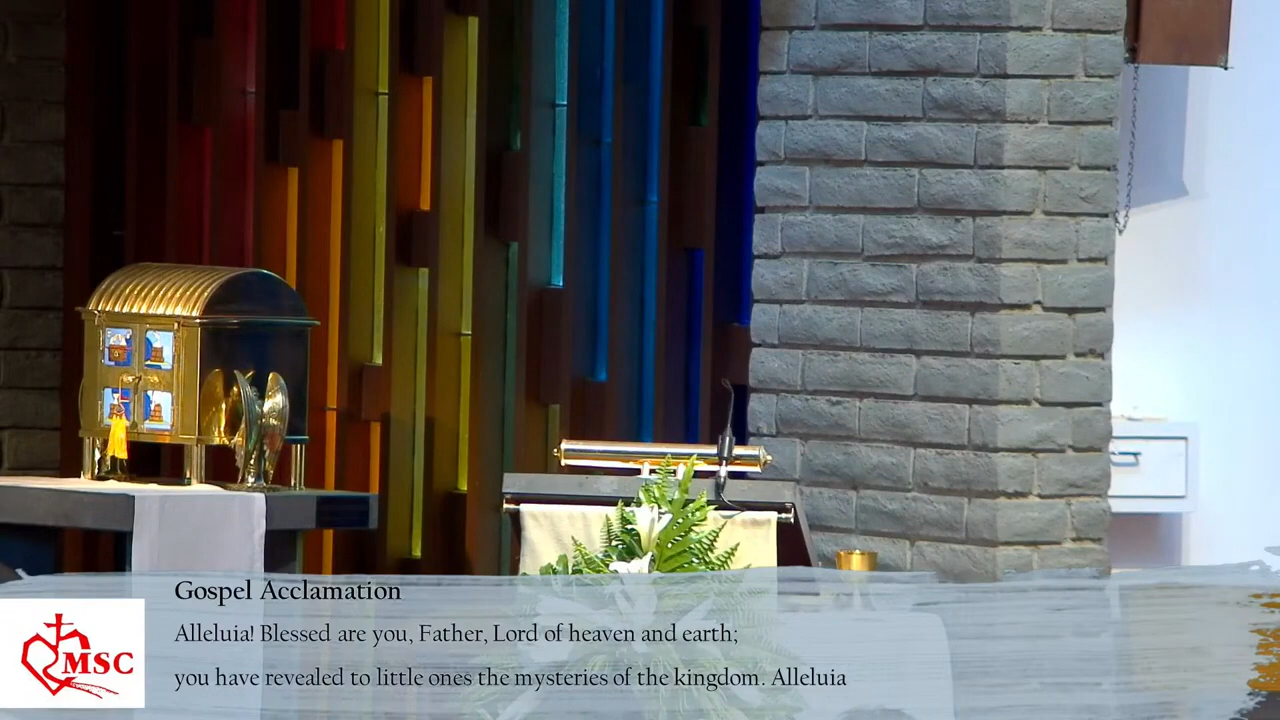 Gospel Acclamation
Alleluia! Blessed are you, Father, Lord of heaven and earth;
you have revealed to little ones the mysteries of the kingdom. Alleluia
MSC